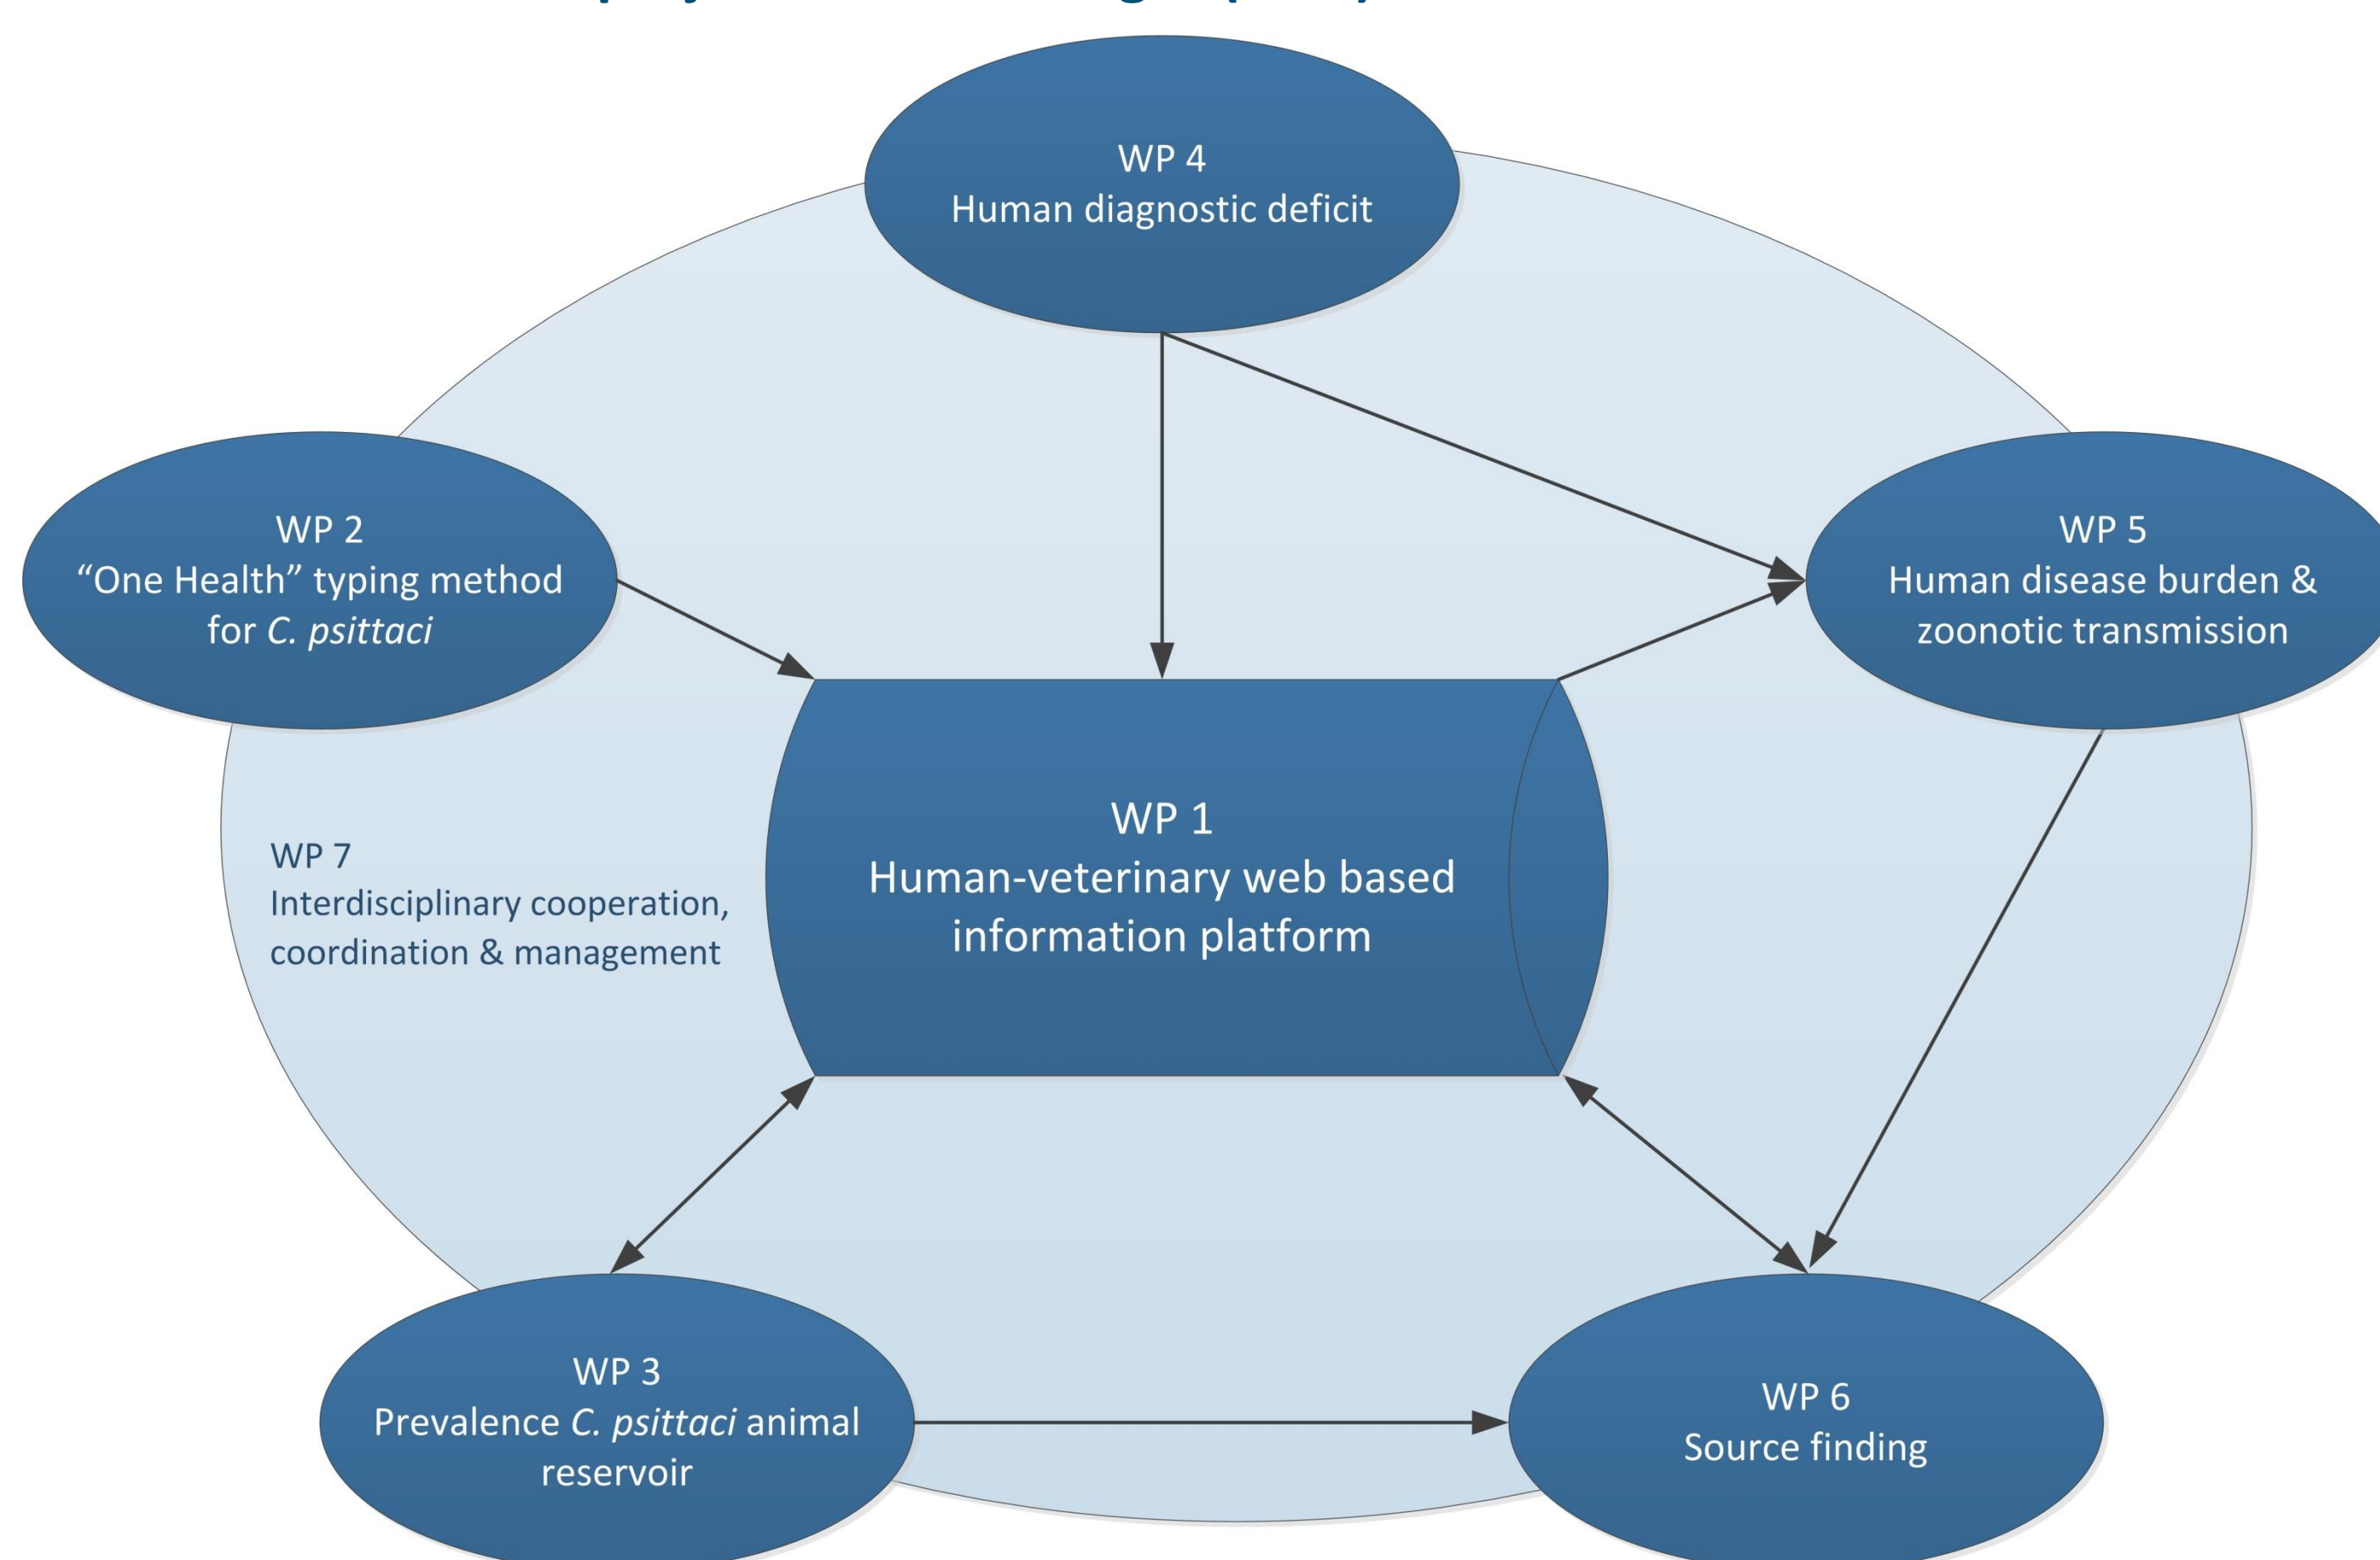 WP 4
Human diagnostic deficit
WP 2
“One Health” typing method
for C. psittaci
WP 5
Human disease burden &
zoonotic transmission
WP 1
Human-veterinary web based
information platform
WP 7
Interdisciplinary cooperation,
coordination & management
WP 3
Prevalence C. psittaci animal
reservoir
WP 6
Source finding